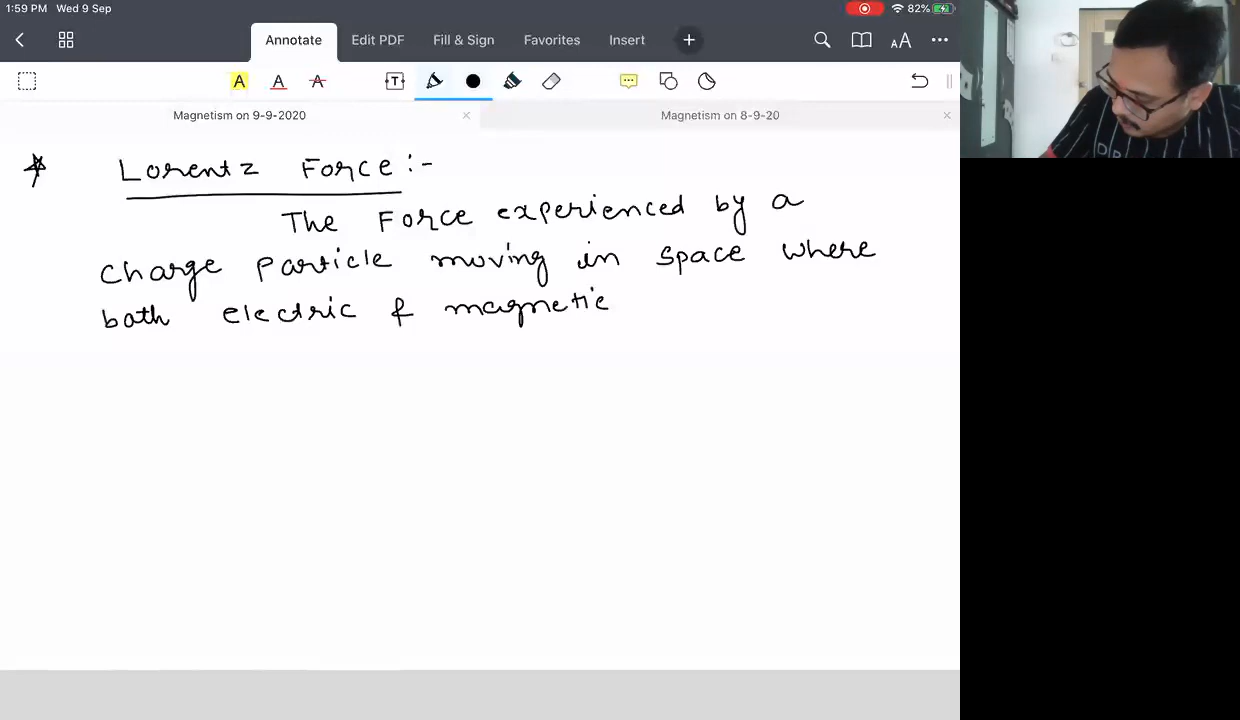 1:59 PM Wed 9 Sep
82%
Annotate Edit PDF Fill & Sign Favorites Insert
Magnetism on 9-9-2020
Magnetism on 8-9-20
Lorentz Force :-
The Force experienced by a
charge particle moving in space where
both electric & magnetic